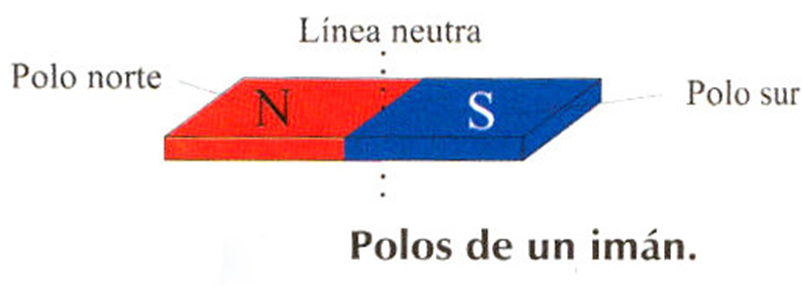 Línea neutra
Polo norte
Polo sur
N
S
Polos de un imán.